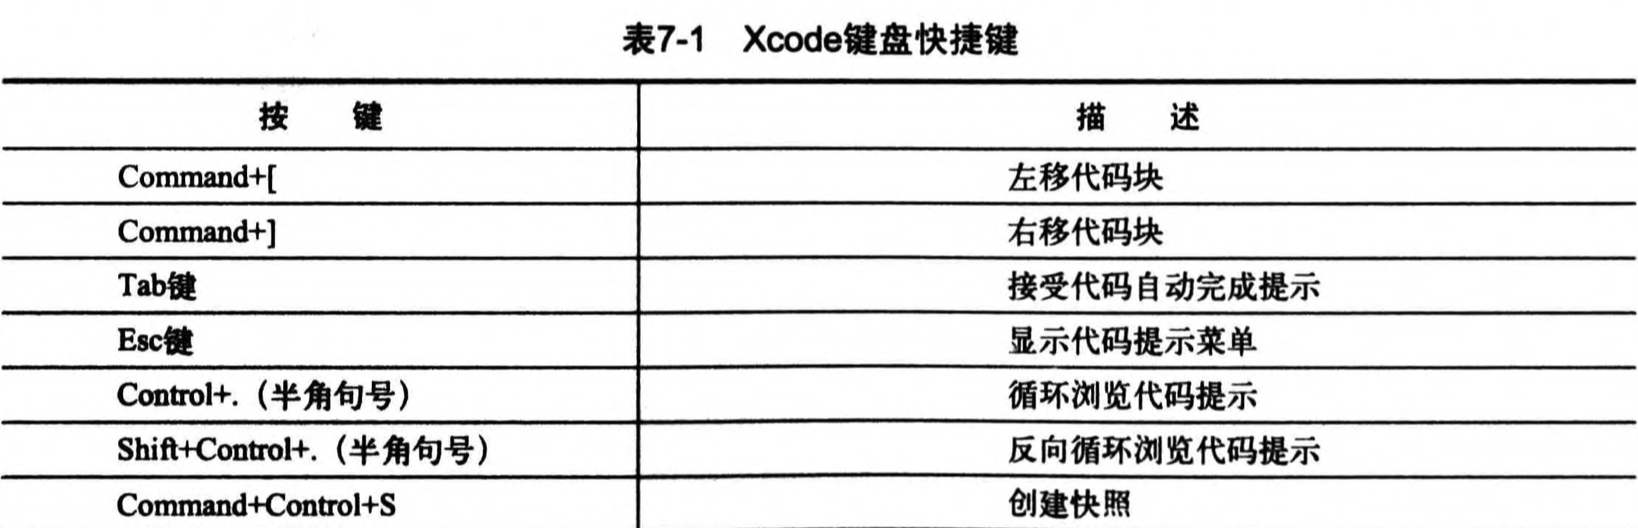 表7-1 Xcode键盘快捷键
按 键 描 述
Command+[ 左移代码块
Command+] 右移代码块
Tab键 接受代码自动完成提示
Esc键 显示代码提示菜单
Control+.（半角句号） 循环浏览代码提示
Shift+Control+.（半角句号） 反向循环浏览代码提示
Command+Control+S 创建快照